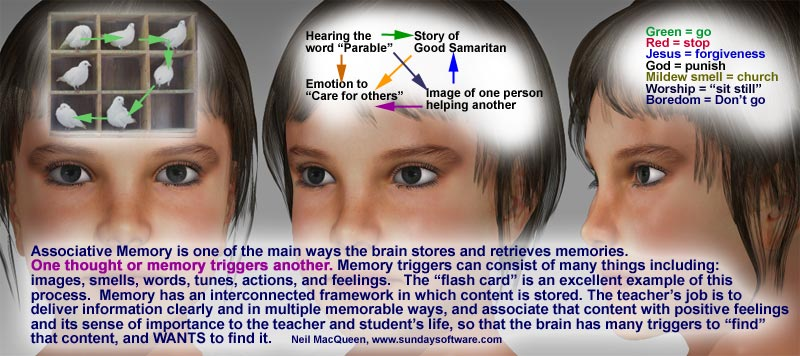 Hearing the
word "Parable"
Story of
Good Samaritan
Emotion to
"Care for others"
Image of one person
helping another
Green = go
Red = stop
Jesus = forgiveness
God = punish
Mildew smell = church
Worship = "sit still"
Boredom = Don't go
Associative Memory is one of the main ways the brain stores and retrieves memories.
One thought or memory triggers another. Memory triggers can consist of many things including:
images, smells, words, tunes, actions, and feelings. The "flash card" is an excellent example of this
process. Memory has an interconnected framework in which content is stored. The teacher's job is to
deliver information clearly and in multiple memorable ways, and associate that content with positive feelings
and its sense of importance to the teacher and student's life, so that the brain has many triggers to "find"
that content, and WANTS to find it. Neil MacQueen, www.sundaysoftware.com